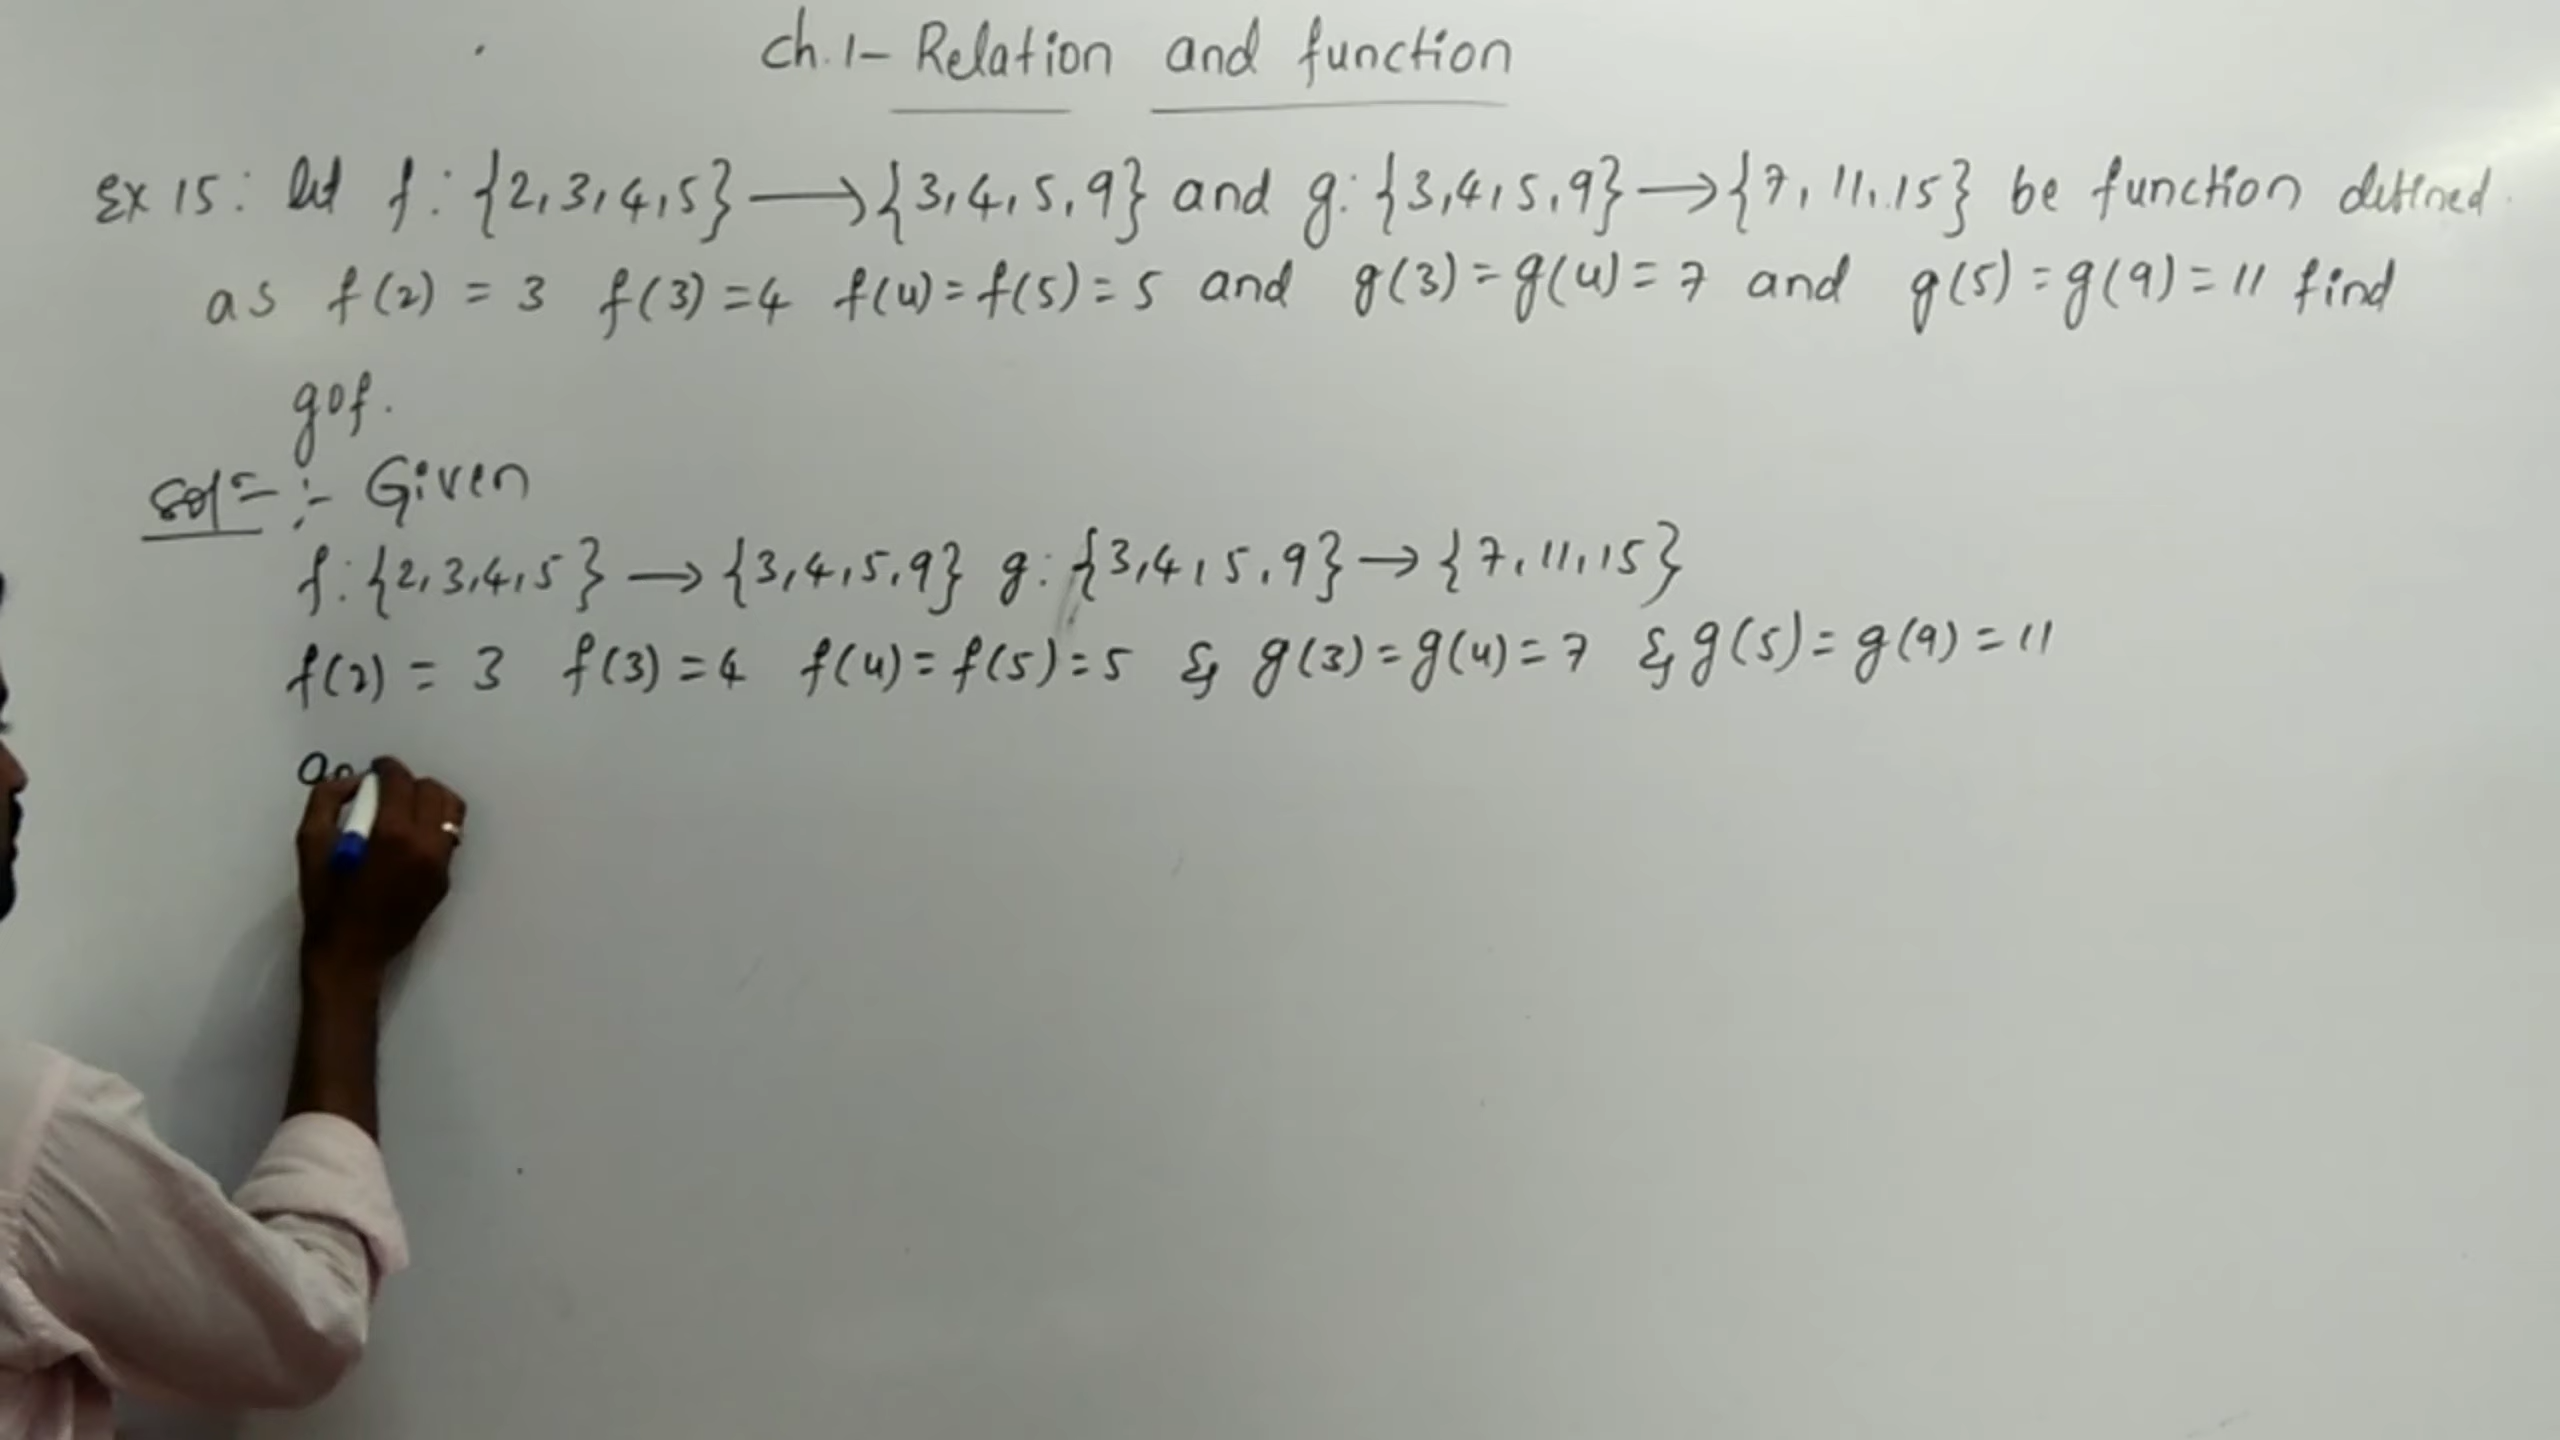 Ch.1- Relation and function
Ex 15: let f: {2,3,4,5} ⟶ {3,4,5,9} and g: {3,4,5,9} ⟶ {7,11,15} be function defined
as f(2) = 3 f(3) =4 f(4) = f(5) = 5 and g(3) = g(4) = 7 and g(5) = g(9) = 11 find
gof.
Given
f: {2,3,4,5} ⟶ {3,4,5,9} g: {3,4,5,9} → {7,11,15}
f(2) = 3 f(3) =4 f(4) = f(5) = 5 & g(3) = g(4) = 7 & g(5) = g(9) = 11